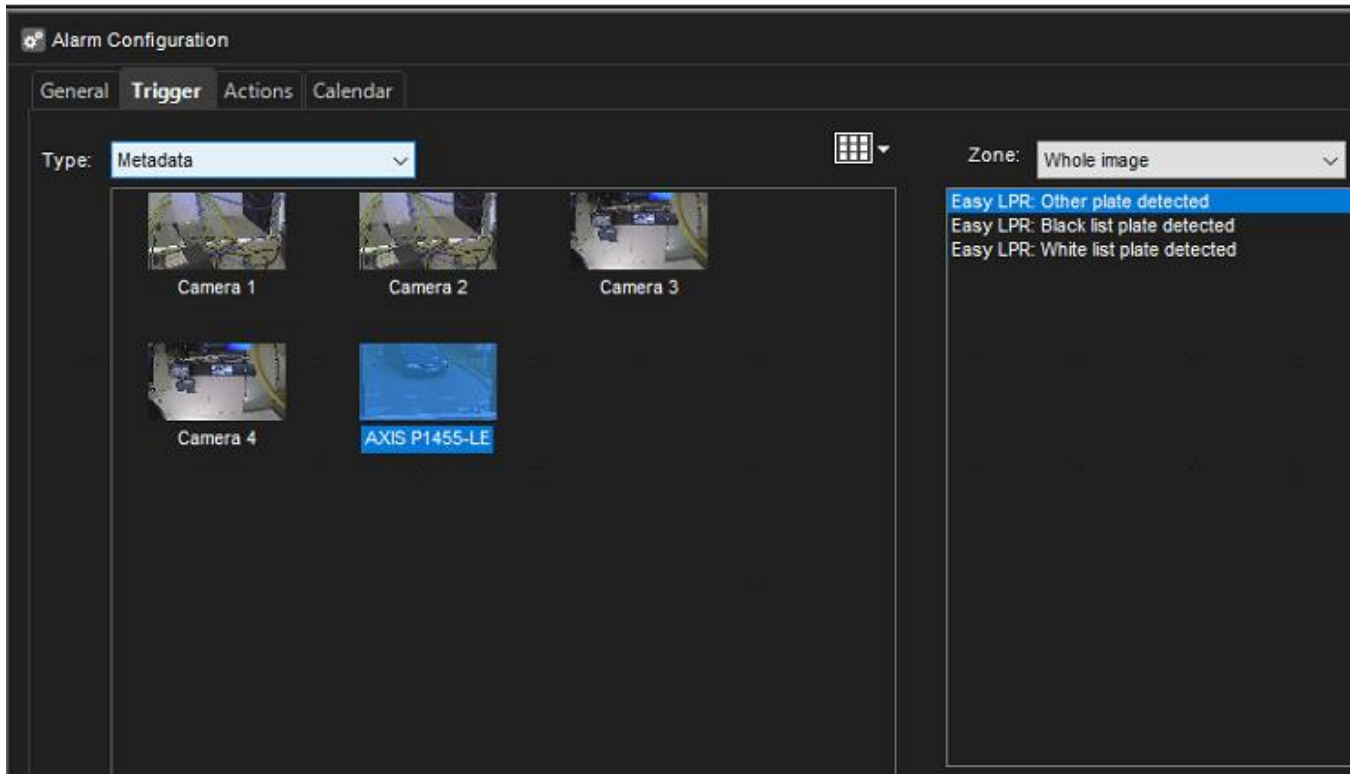 Alarm Configuration
General Trigger Actions Calendar
Type: Metadata
Zone: Whole image
Camera 1 Camera 2 Camera 3
Camera 4 AXIS P1455-LE
Easy LPR: Other plate detected
Easy LPR: Black list plate detected
Easy LPR: White list plate detected